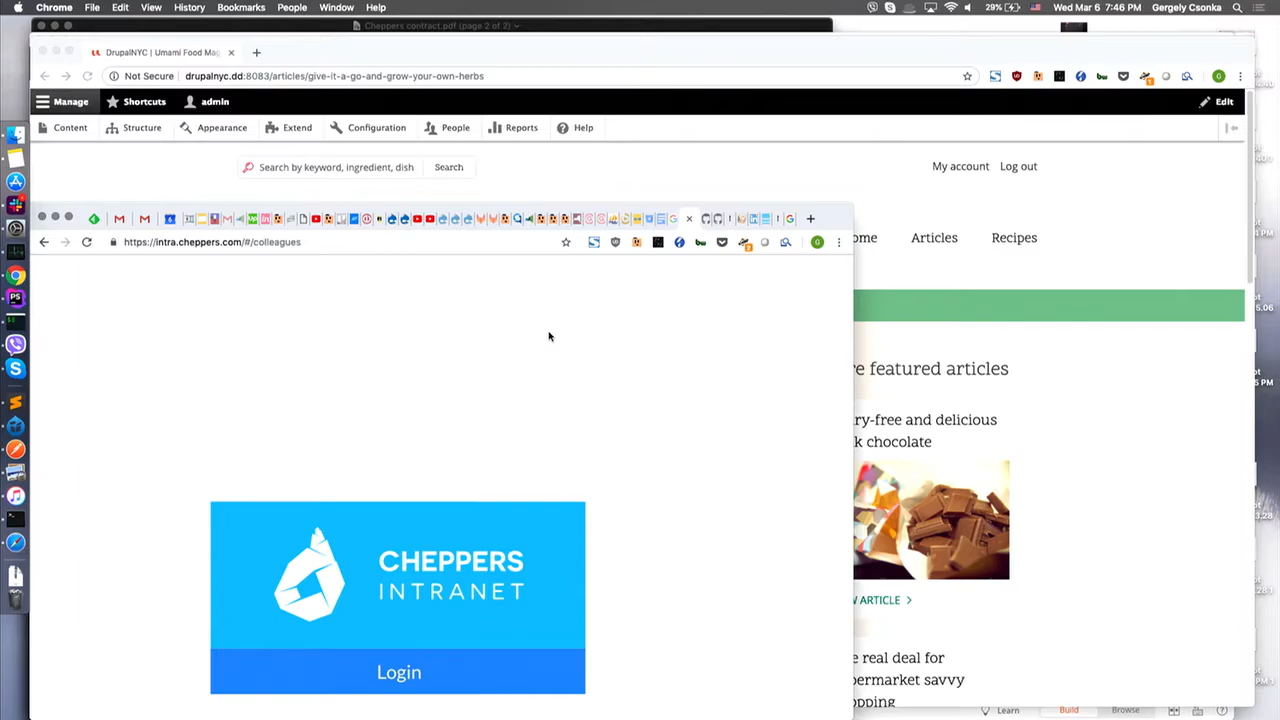 Chrome File Edit View History Bookmarks People Window Help 29% Wed Mar 6 7:46 PM Gergely Csonka
Cheppers contract.pdf (page 2 of 2)
DrupalNYC | Umami Food Mag
Not Secure drupalnyc.dd:8083/articles/give-it-a-go-and-grow-your-own-herbs
Manage Shortcuts admin Edit
Content Structure Appearance Extend Configuration People Reports Help
Search by keyword, ingredient, dish Search My account Log out
ome Articles Recipes
https://intra.cheppers.com/#/colleagues
re featured articles
ry-free and delicious
k chocolate
CHEPPERS
INTRANET
Login
W ARTICLE
e real deal for
permarket savvy
opping
Learn Build Browse